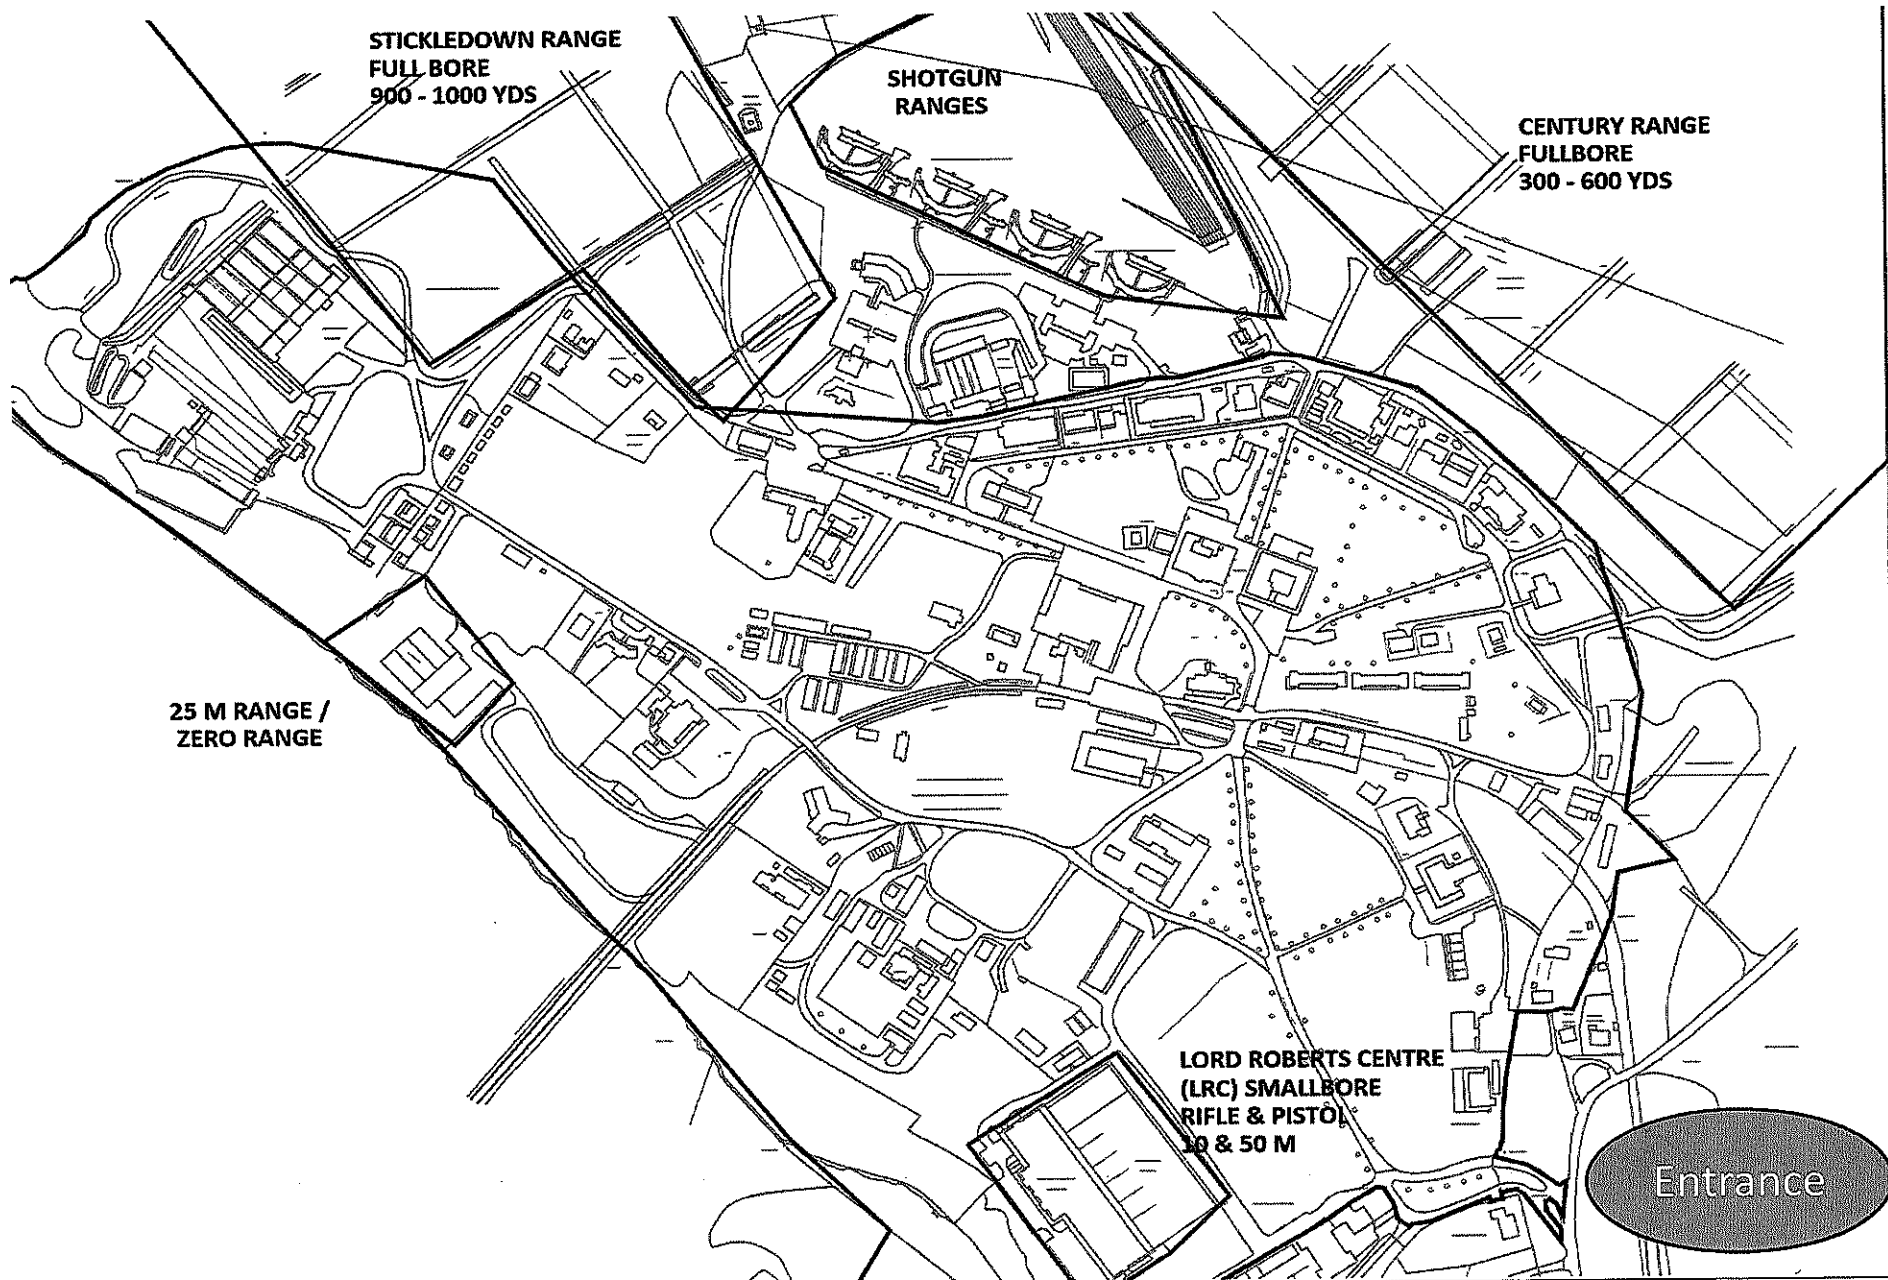 STICKLEDOWN RANGE
FULL BORE
900 - 1000 YDS
SHOTGUN
RANGES
CENTURY RANGE
FULLBORE
300 - 600 YDS
25 M RANGE /
ZERO RANGE
LORD ROBERTS CENTRE
(LRC) SMALLBORE
RIFLE & PISTOL
10 & 50 M
Entrance